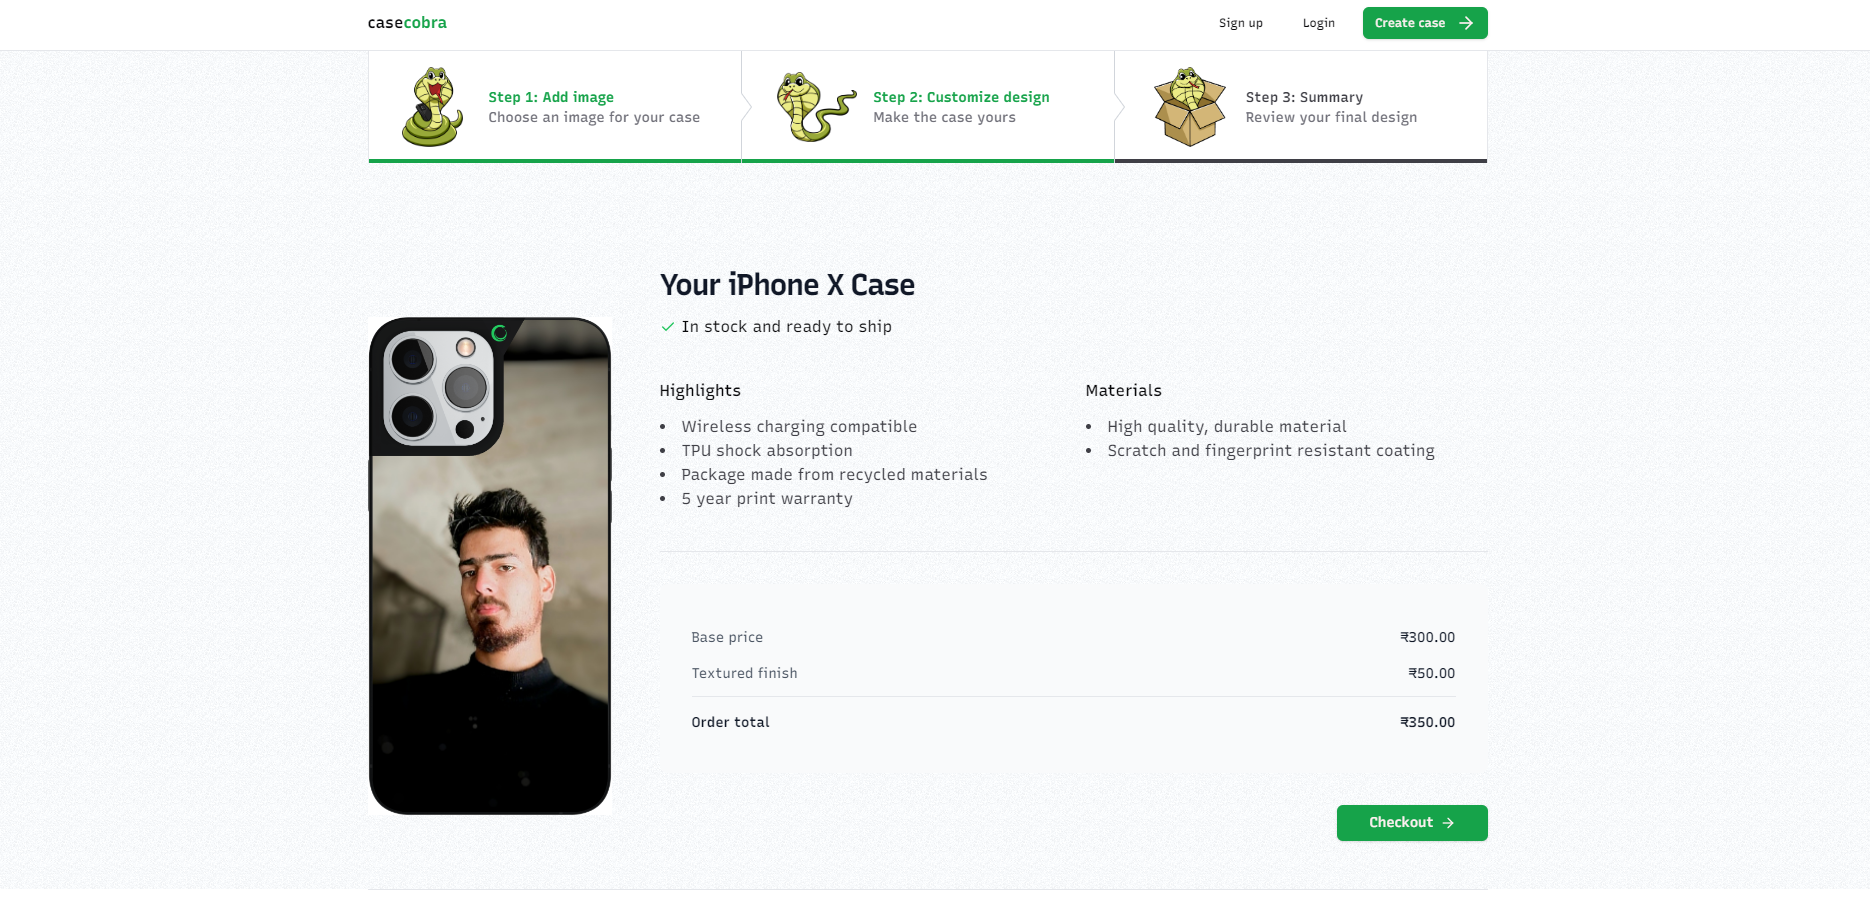 casecobra
Sign up
Login
Create case
Step 1: Add image
Choose an image for your case
Step 2: Customize design
Make the case yours
Step 3: Summary
Review your final design
Your iPhone X Case
In stock and ready to ship
Highlights
• Wireless charging compatible
• TPU shock absorption
• Package made from recycled materials
• 5 year print warranty
Materials
• High quality, durable material
• Scratch and fingerprint resistant coating
Base price ₹300.00
Textured finish ₹50.00
Order total ₹350.00
Checkout